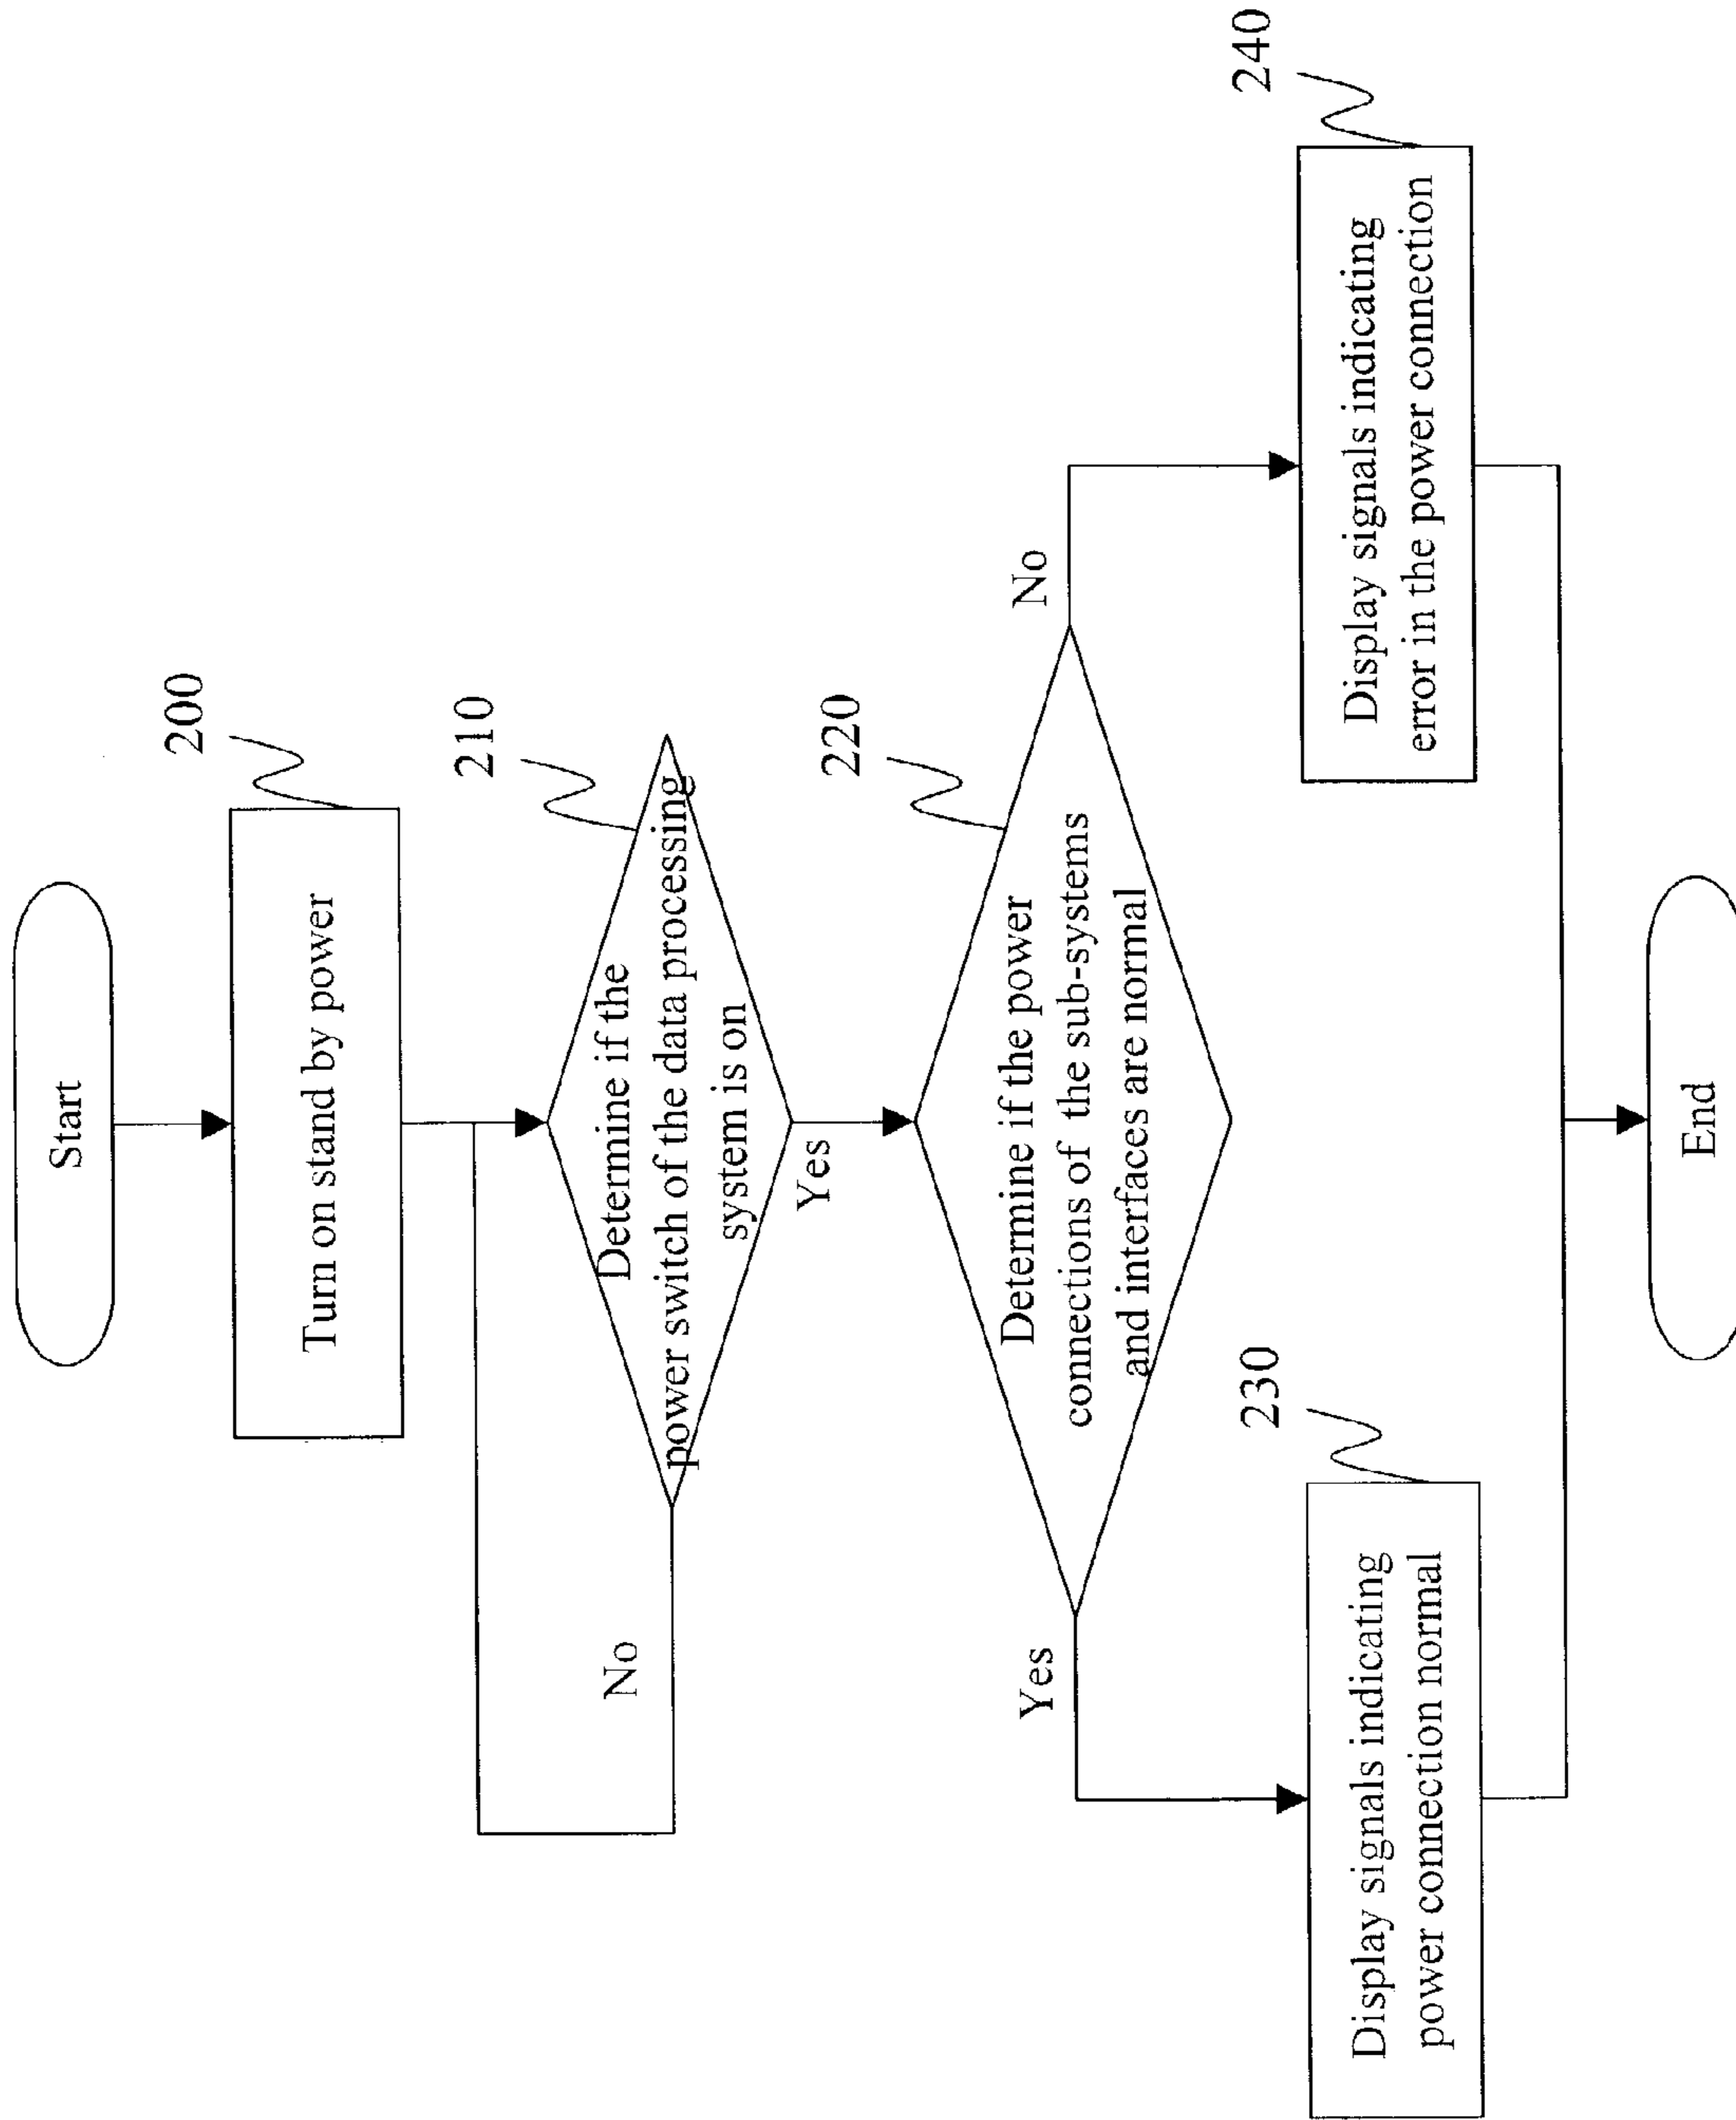 Start
200
Turn on stand by power
210
Determine if the
power switch of the data processing
system is on
No
Yes
220
Determine if the power
connections of the sub-systems
and interfaces are normal
Yes
No
230
Display signals indicating
power connection normal
240
Display signals indicating
error in the power connection
End